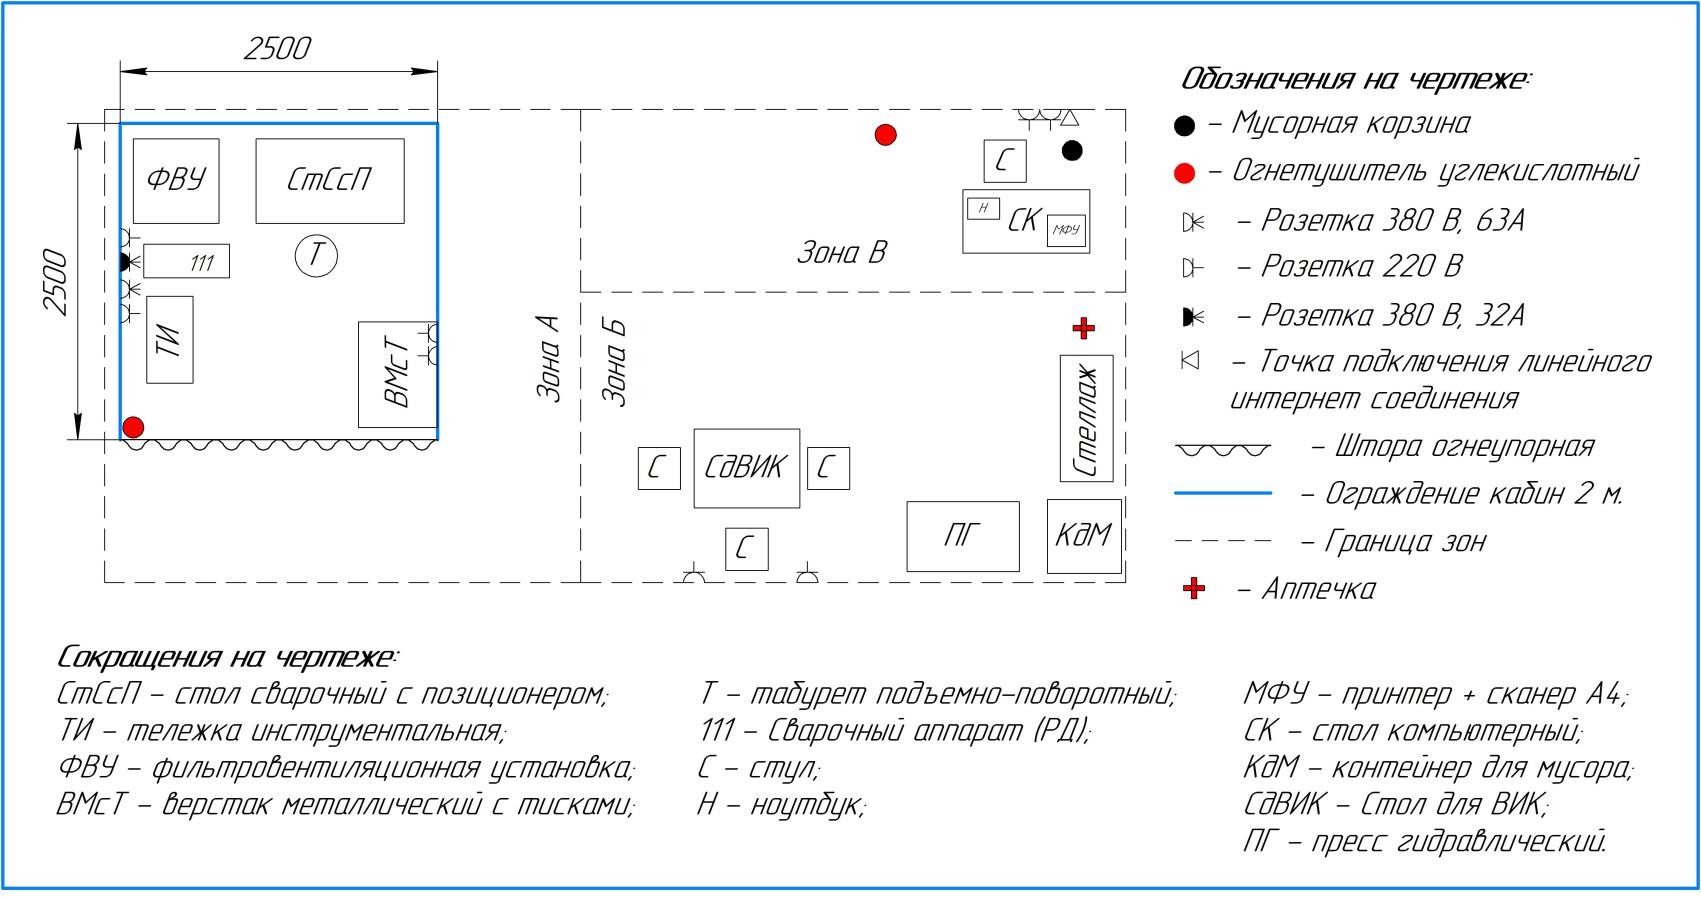 2500
2500
ФВУ
СтСсП
111
Т
ТИ
ВМсТ
Зона А
Зона Б
Зона В
С
Н
СК
МФУ
Стеллаж
С
СдВИК
С
С
ПГ
КдМ
Обозначения на чертеже:
– Мусорная корзина
– Огнетушитель углекислотный
– Розетка 380 В, 63А
– Розетка 220 В
– Розетка 380 В, 32А
– Точка подключения линейного
интернет соединения
– Штора огнеупорная
– Ограждение кабин 2 м.
– Граница зон
– Аптечка
Сокращения на чертеже:
СтСсП – стол сварочный с позиционером;
ТИ – тележка инструментальная;
ФВУ – фильтровентиляционная установка;
ВМсТ – верстак металлический с тисками;
Т – табурет подъемно-поворотный;
111 – Сварочный аппарат (РД);
С – стул;
Н – ноутбук;
МФУ – принтер + сканер А4;
СК – стол компьютерный;
КдМ – контейнер для мусора;
СдВИК – Стол для ВИК;
ПГ – пресс гидравлический.